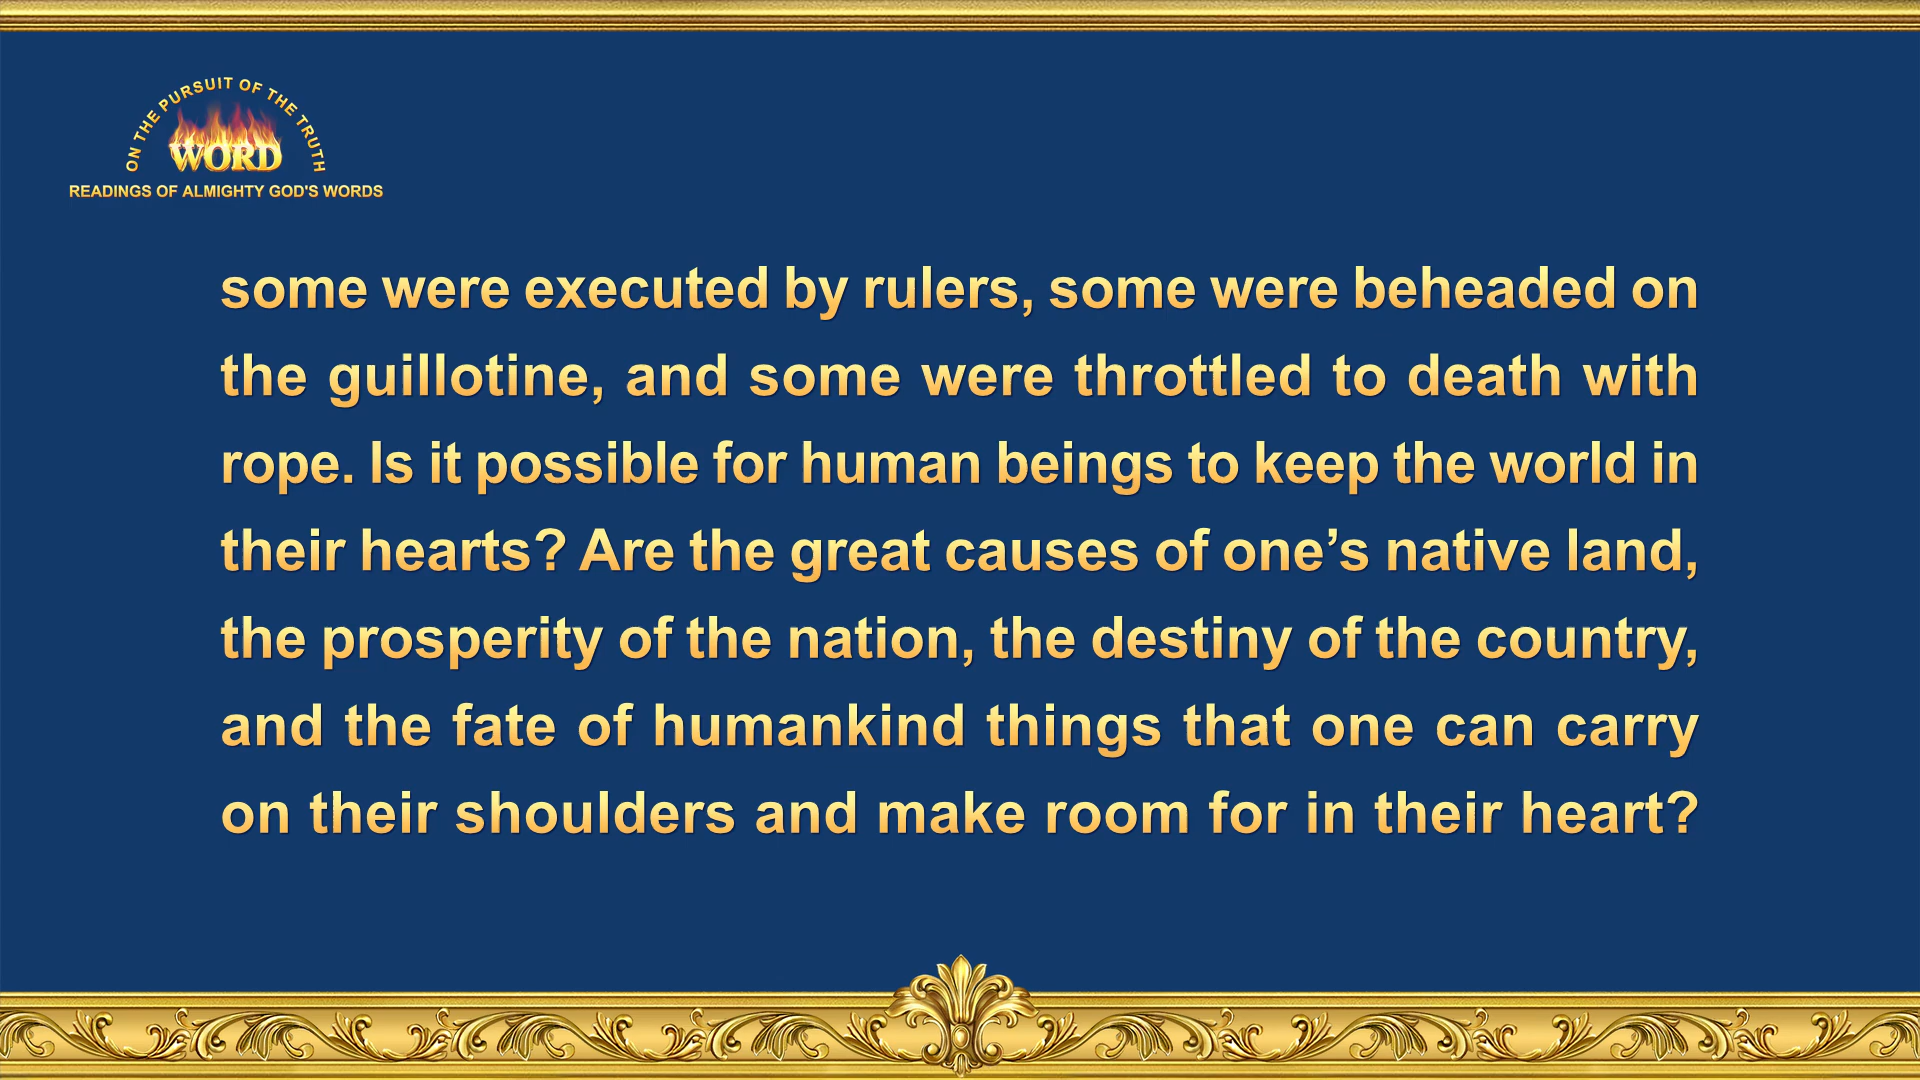 ON THE PURSUIT OF THE TRUTH
WORD
READINGS OF ALMIGHTY GOD'S WORDS
some were executed by rulers, some were beheaded on
the guillotine, and some were throttled to death with
rope. Is it possible for human beings to keep the world in
their hearts? Are the great causes of one’s native land,
the prosperity of the nation, the destiny of the country,
and the fate of humankind things that one can carry
on their shoulders and make room for in their heart?